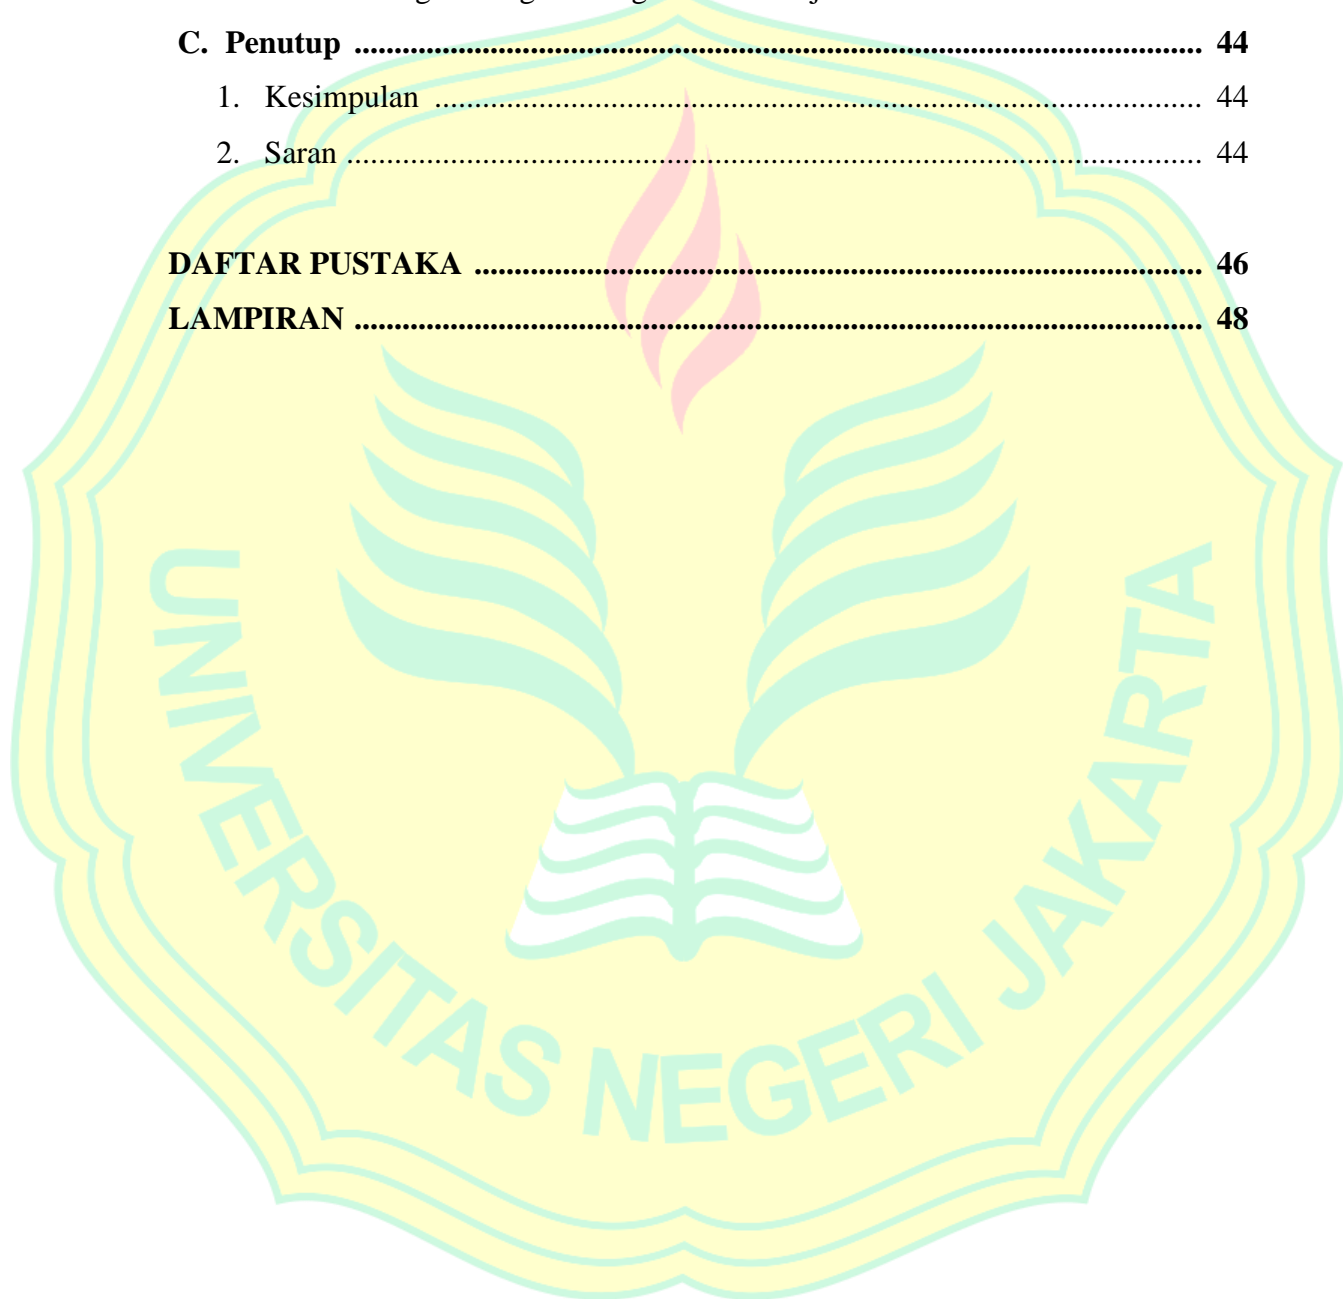 C. Penutup ........................................................................................................... 44
1. Kesimpulan ................................................................................................. 44
2. Saran ............................................................................................................ 44
DAFTAR PUSTAKA ............................................................................................ 46
LAMPIRAN ........................................................................................................... 48
UNIVERSITAS NEGERI JAKARTA